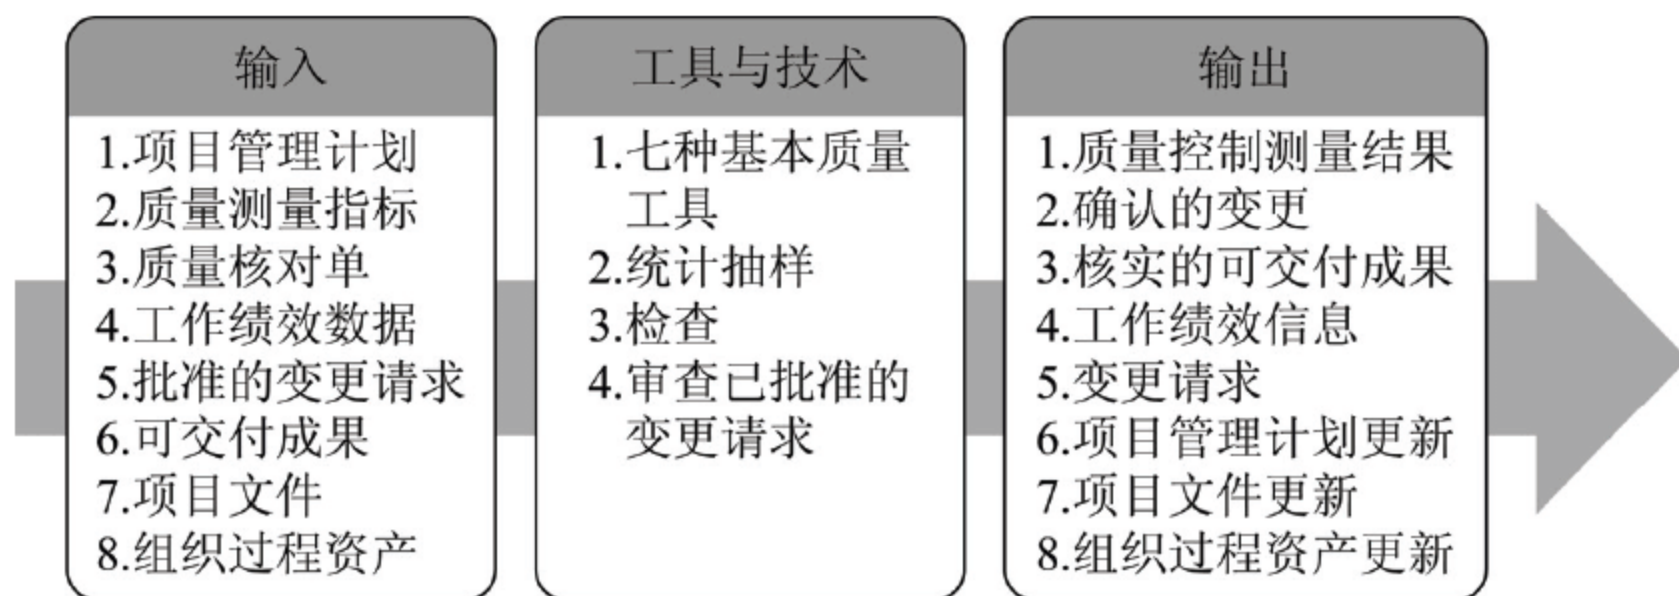 输入
1.项目管理计划
2.质量测量指标
3.质量核对单
4.工作绩效数据
5.批准的变更请求
6.可交付成果
7.项目文件
8.组织过程资产
工具与技术
1.七种基本质量
工具
2.统计抽样
3.检查
4.审查已批准的
变更请求
输出
1.质量控制测量结果
2.确认的变更
3.核实的可交付成果
4.工作绩效信息
5.变更请求
6.项目管理计划更新
7.项目文件更新
8.组织过程资产更新